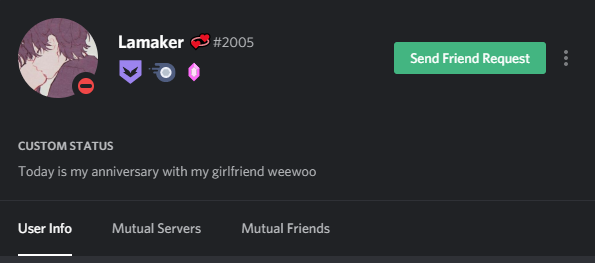 Lamaker 💞 #2005
Send Friend Request
CUSTOM STATUS
Today is my anniversary with my girlfriend weewoo
User Info Mutual Servers Mutual Friends